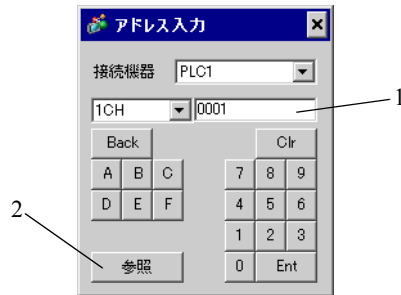 アドレス入力
接続機器 PLC1
1CH 0001 1
Back Clr
A B C 7 8 9
D E F 4 5 6
2
1 2 3
参照 0 Ent